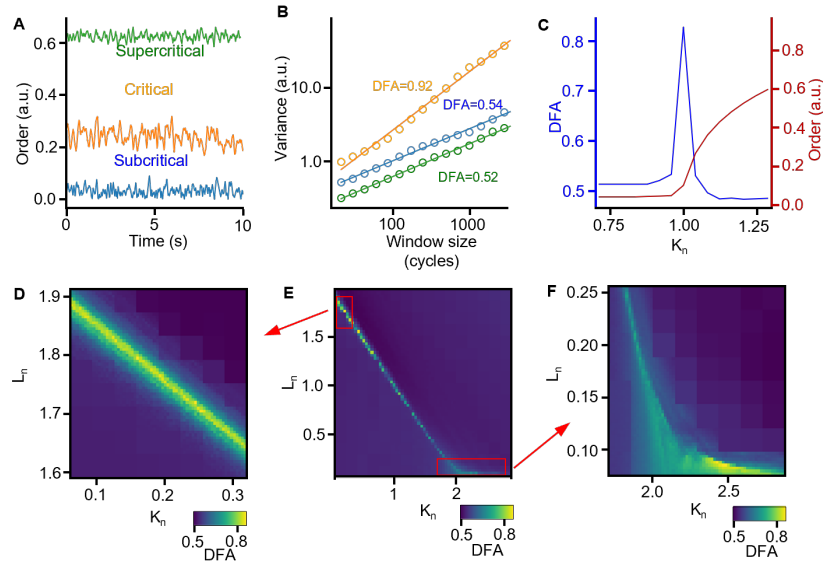 A
Order (a.u.)
0.6
0.4
0.2
0.0
Supercritical
Critical
Subcritical
0
5
10
Time (s)
B
Variance (a.u.)
10.0
1.0
DFA=0.92
DFA=0.54
DFA=0.52
100
1000
Window size
(cycles)
C
DFA
0.8
0.7
0.6
0.5
0.8
0.6
0.4
0.2
0.0
Order (a.u.)
0.75
1.00
1.25
Kn
D
Ln
1.9
1.8
1.7
1.6
0.1
0.2
0.3
Kn
0.5
0.8
DFA
E
Ln
1.5
1.0
0.5
1
2
Kn
0.5
0.8
DFA
F
Ln
0.25
0.20
0.15
0.10
2.0
2.5
Kn
0.5
0.8
DFA